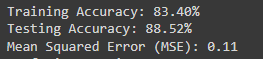 Training Accuracy: 83.40%
Testing Accuracy: 88.52%
Mean Squared Error (MSE): 0.11